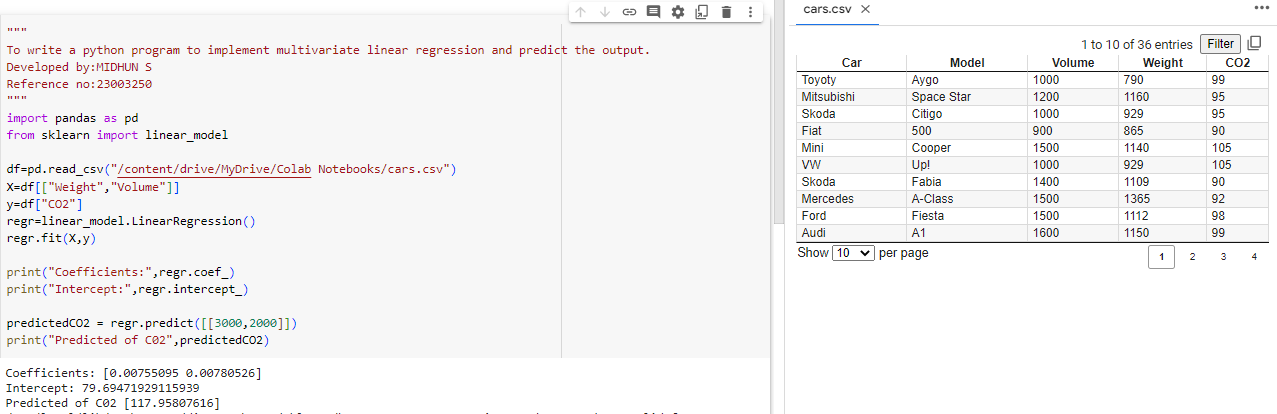 """
To write a python program to implement multivariate linear regression and predict the output.
Developed by:MIDHUN S
Reference no:23003250
"""
import pandas as pd
from sklearn import linear_model
df=pd.read_csv("/content/drive/MyDrive/Colab Notebooks/cars.csv")
X=df[["Weight","Volume"]]
y=df["CO2"]
regr=linear_model.LinearRegression()
regr.fit(X,y)
print("Coefficients:",regr.coef_)
print("Intercept:",regr.intercept_)
predictedCO2 = regr.predict([[3000,2000]])
print("Predicted of C02",predictedCO2)
Coefficients: [0.00755095 0.00780526]
Intercept: 79.69471929115939
Predicted of C02 [117.95807616]
cars.csv
1 to 10 of 36 entries Filter
Car Model Volume Weight CO2
Toyoty Aygo 1000 790 99
Mitsubishi Space Star 1200 1160 95
Skoda Citigo 1000 929 95
Fiat 500 900 865 90
Mini Cooper 1500 1140 105
VW Up! 1000 929 105
Skoda Fabia 1400 1109 90
Mercedes A-Class 1500 1365 92
Ford Fiesta 1500 1112 98
Audi A1 1600 1150 99
Show 10 per page 1 2 3 4